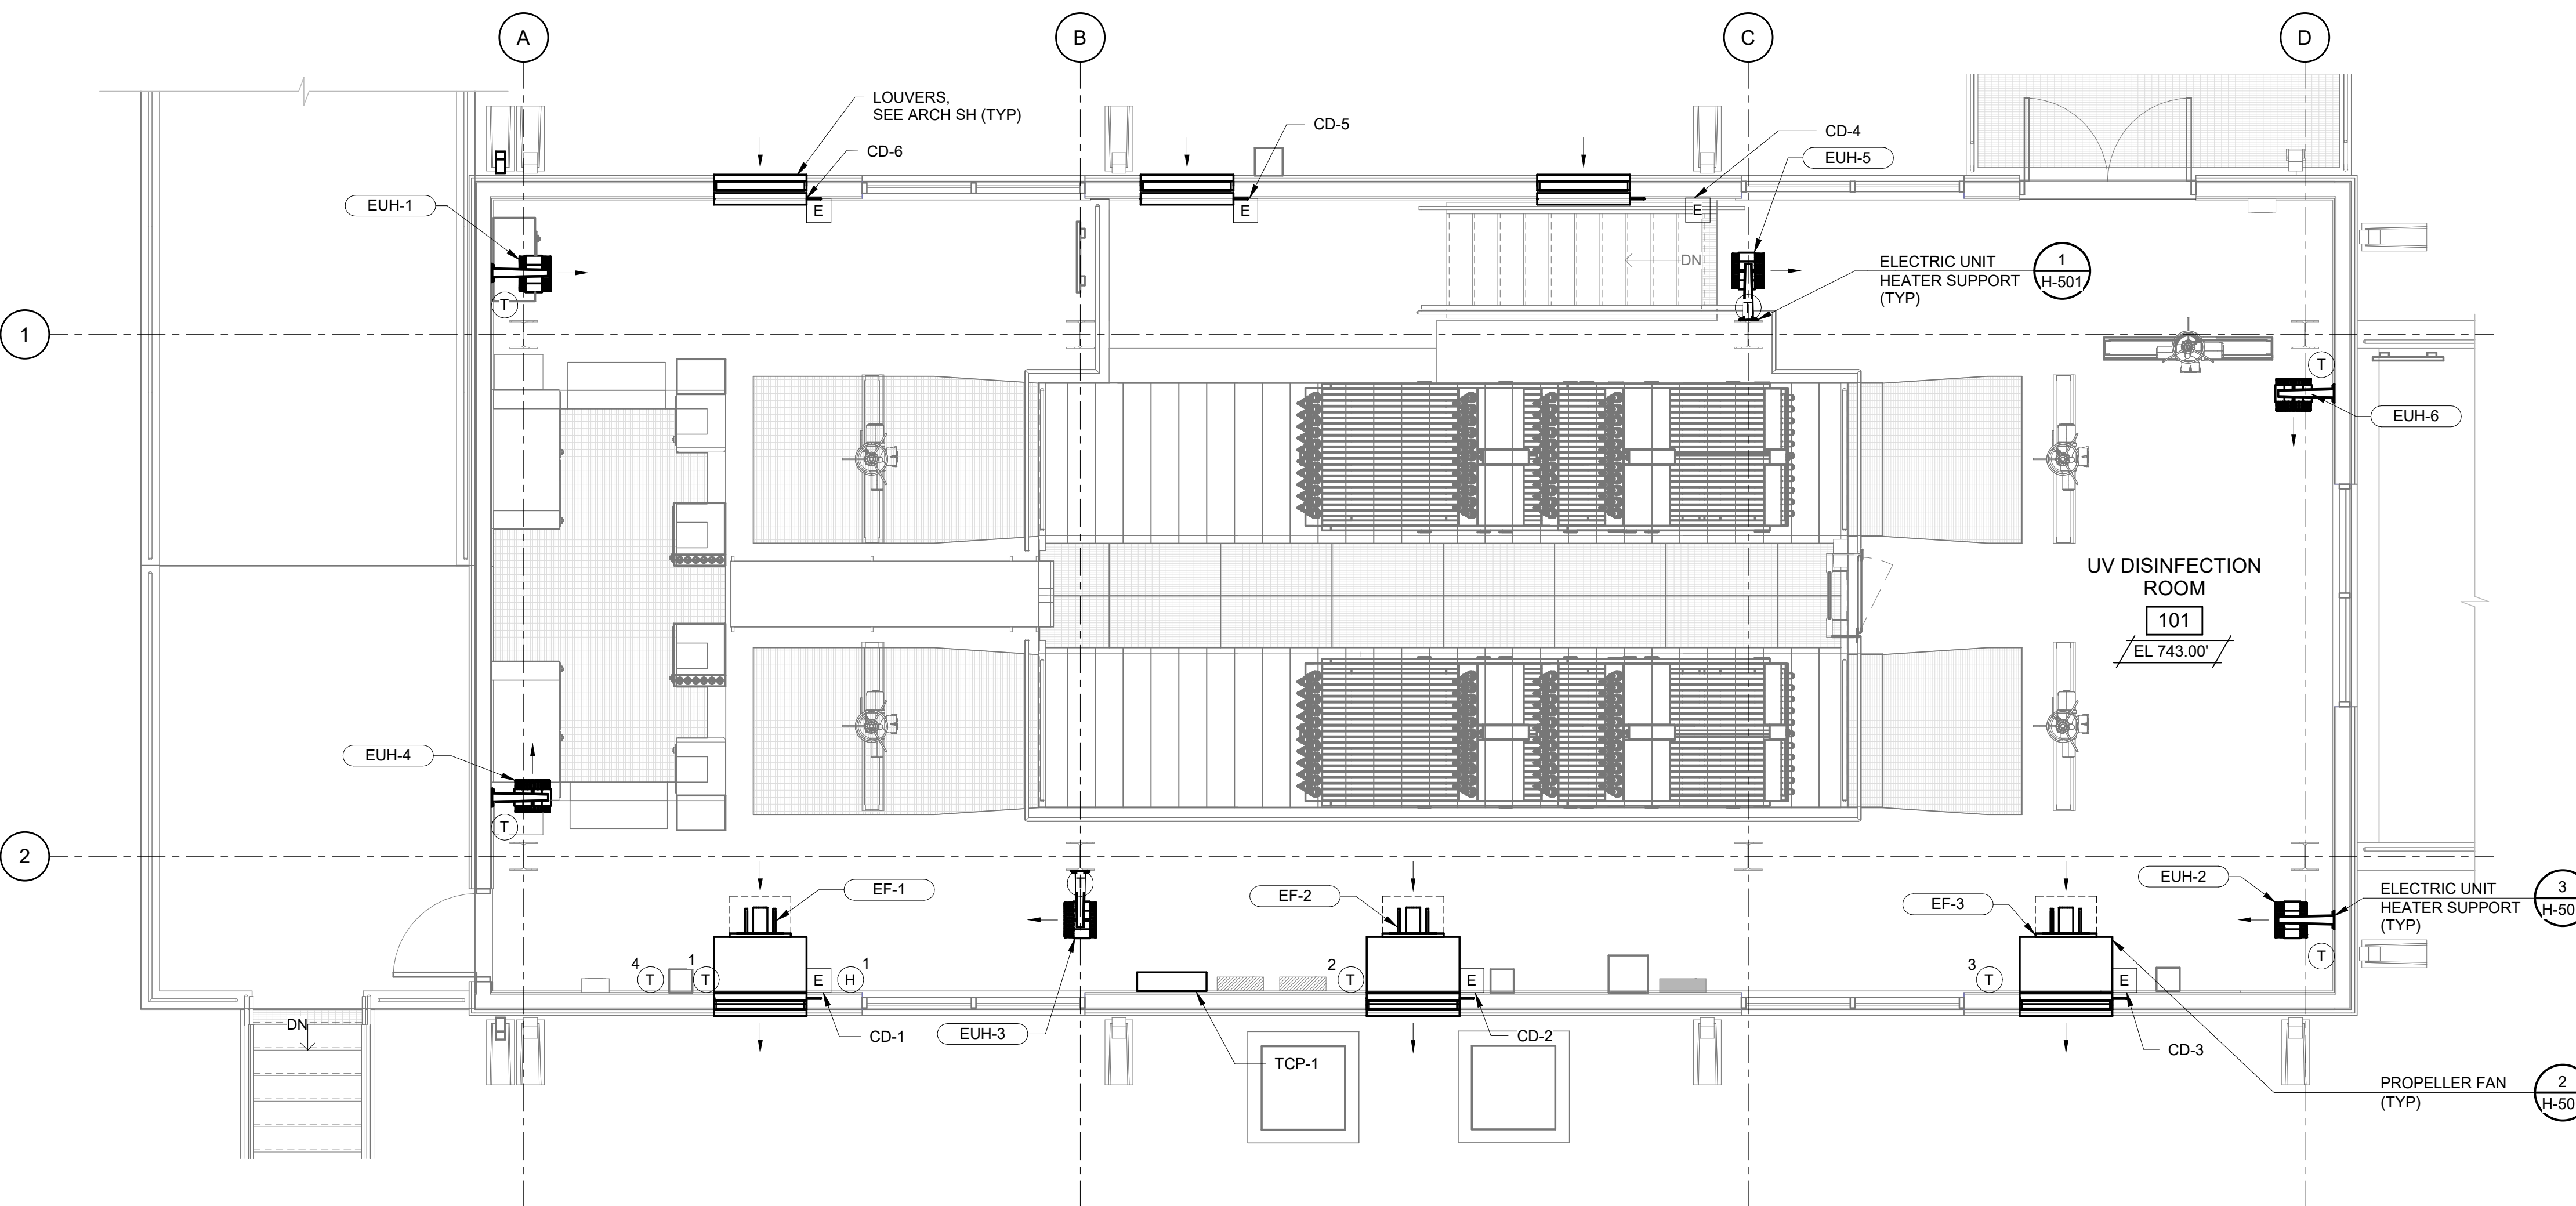 A
B
C
D
LOUVERS,
SEE ARCH SH (TYP)
CD-6
CD-5
CD-4
EUH-5
EUH-1
E
E
E
T
DN
T
ELECTRIC UNIT
HEATER SUPPORT
(TYP)
1
H-501
1
T
EUH-6
UV DISINFECTION
ROOM
101
EL 743.00'
EUH-4
T
2
EF-1
T
EF-2
EF-3
EUH-2
ELECTRIC UNIT
HEATER SUPPORT
(TYP)
3
H-50
T
4
T
1
T
E
H
1
2
T
E
3
T
E
DN
CD-1
EUH-3
TCP-1
CD-2
CD-3
PROPELLER FAN
(TYP)
2
H-50